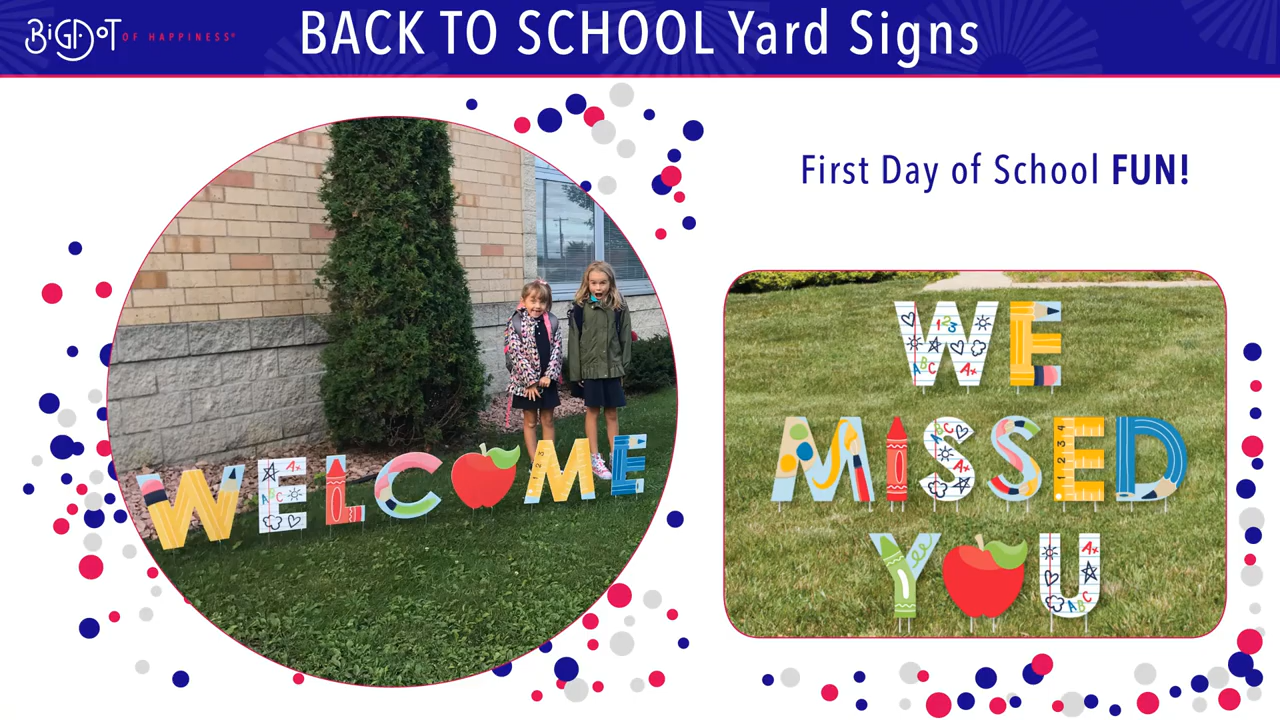 BiGDoT OF HAPPINESS®
BACK TO SCHOOL Yard Signs
First Day of School FUN!
WELCOME
WE
MISSED
YOU